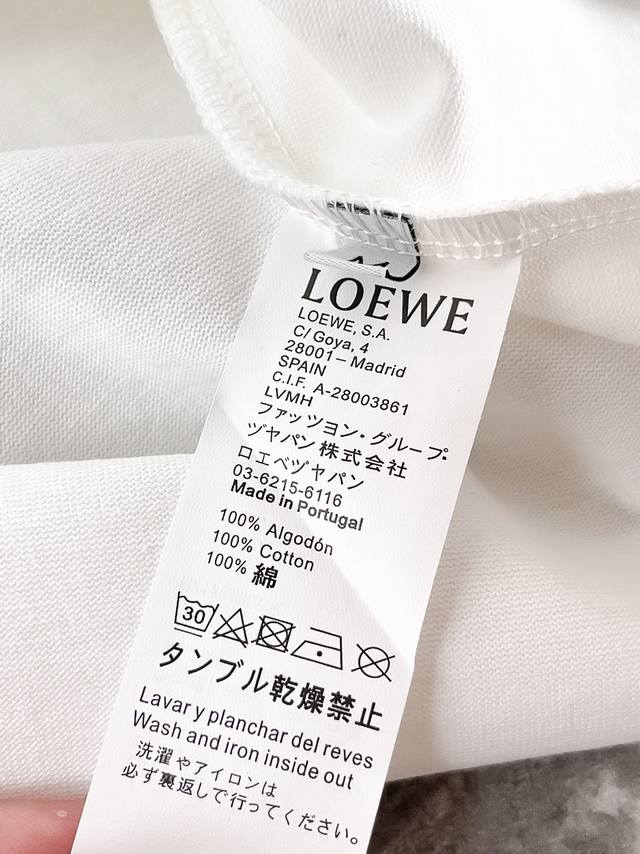 LOEWE
LOEWE, S.A.
C/ Goya, 4
28001 – Madrid
SPAIN
C.I.F. A-28003861
LVMH
ファッツヨン・グループ・
ヅヤパン株式会社
ロエベヅヤパン
03-6215-6116
Made in Portugal
100% Algodón
100% Cotton
100% 綿
30
タンブル乾燥禁止
Lavar y planchar del reves
Wash and iron inside out
洗濯やアイロンは
必ず裏返しで行ってください。